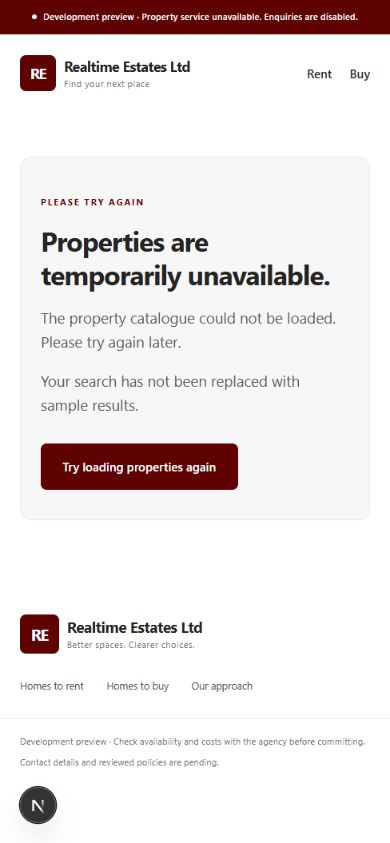 Development preview · Property service unavailable. Enquiries are disabled.
RE
Realtime Estates Ltd
Find your next place
Rent
Buy
PLEASE TRY AGAIN
Properties are
temporarily unavailable.
The property catalogue could not be loaded.
Please try again later.
Your search has not been replaced with
sample results.
Try loading properties again
RE
Realtime Estates Ltd
Better spaces. Clearer choices.
Homes to rent
Homes to buy
Our approach
Development preview · Check availability and costs with the agency before committing.
Contact details and reviewed policies are pending.
N